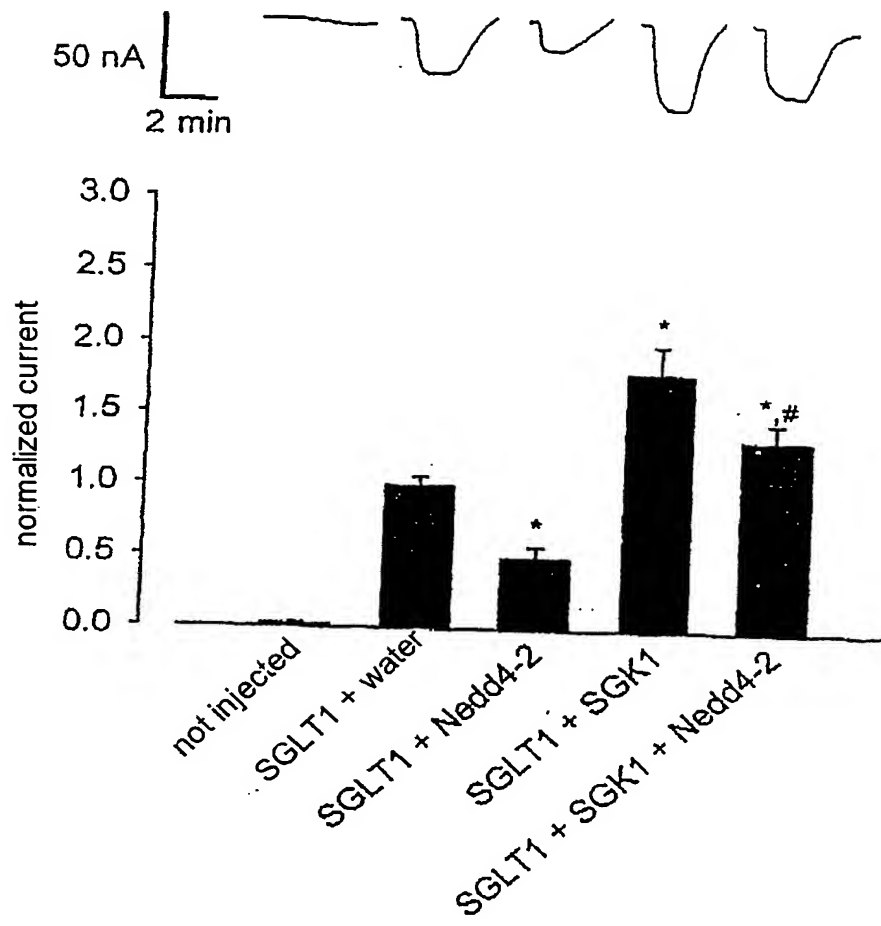 50 nA
2 min
normalized current
3.0
2.5
2.0
1.5
1.0
0.5
0.0
*
*
*,#
not injected
SGLT1 + water
SGLT1 + Nedd4-2
SGLT1 + SGK1
SGLT1 + SGK1 + Nedd4-2